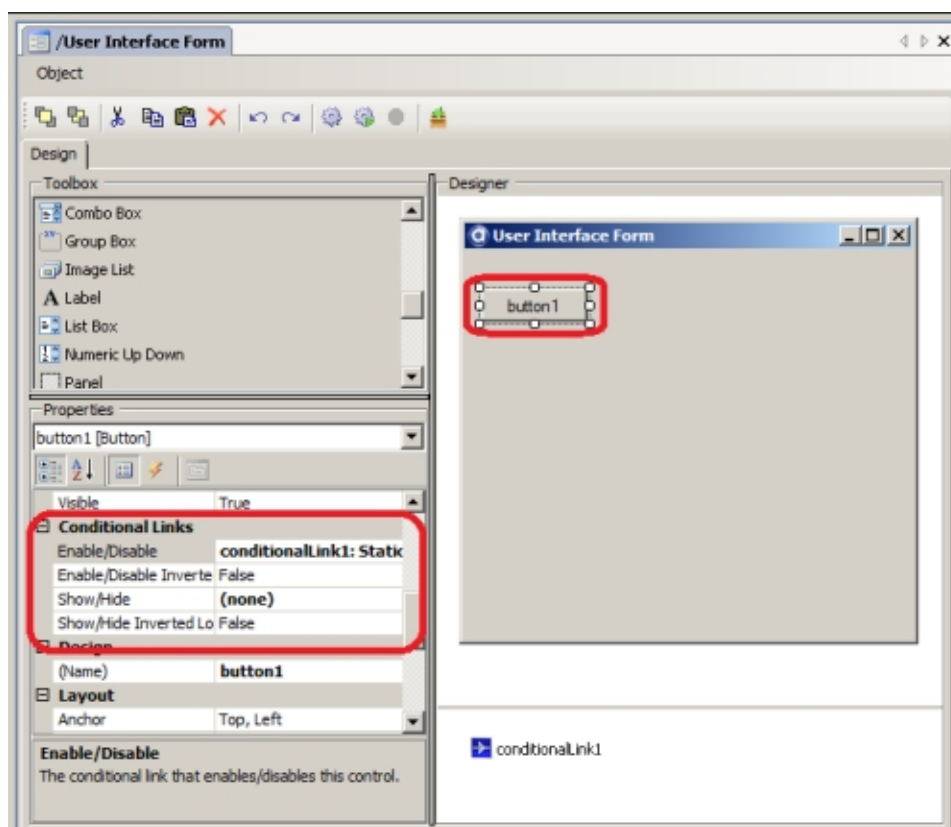 /User Interface Form
Object
Design
Toolbox
Combo Box
Group Box
Image List
A Label
List Box
Numeric Up Down
Panel
Properties
button1 [Button]
Visible True
Conditional Links
Enable/Disable conditionalLink1: Static
Enable/Disable Inverte False
Show/Hide (none)
Show/Hide Inverted Lo False
Design
(Name) button1
Layout
Anchor Top, Left
Enable/Disable
The conditional link that enables/disables this control.
Designer
User Interface Form
button1
conditionalLink1